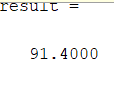 result =
91.4000